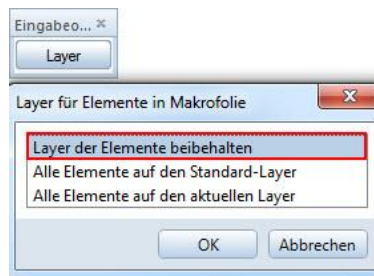 Eingabeo...
Layer
Layer für Elemente in Makrofolie
Layer der Elemente beibehalten
Alle Elemente auf den Standard-Layer
Alle Elemente auf den aktuellen Layer
OK Abbrechen